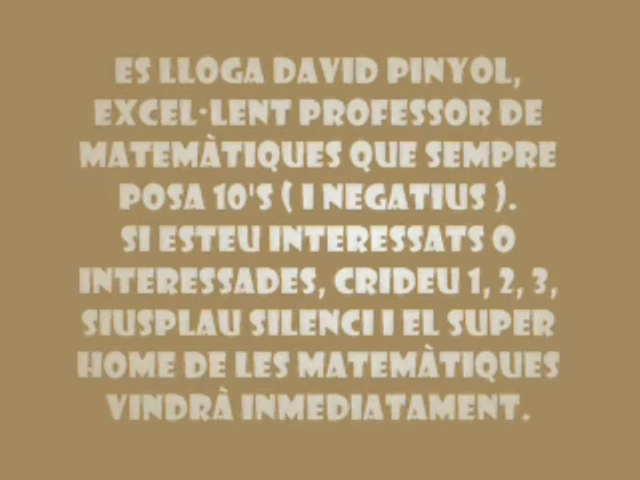 ES LLOGA DAVID PINYOL,
EXCEL·LENT PROFESSOR DE
MATEMÀTIQUES QUE SEMPRE
POSA 10'S ( I NEGATIUS ).
SI ESTEU INTERESSATS O
INTERESSADES, CRIDEU 1, 2, 3,
SIUSPLAU SILENCI I EL SUPER
HOME DE LES MATEMÀTIQUES
VINDRÀ INMEDIATAMENT.